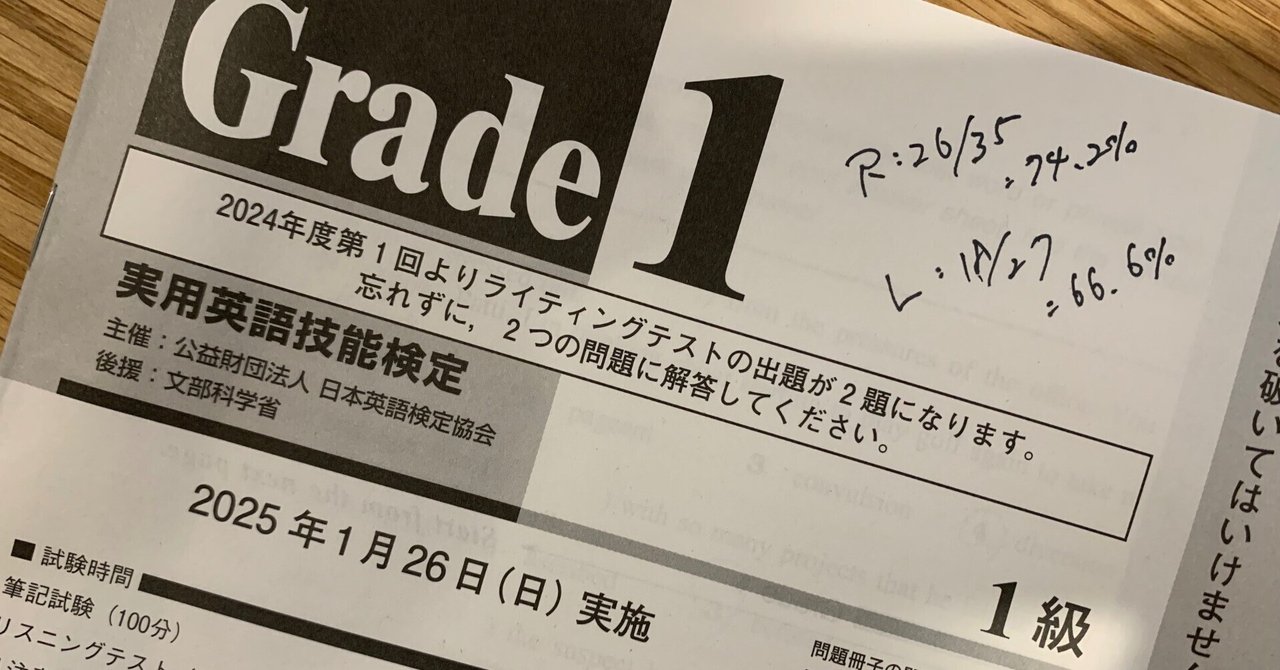 Grade 1
R:26/35 : 74.2%
L:18/27 : 66.6%
2024年度第1回よりライティングテストの出題が2題になります。
忘れずに，2つの問題に解答してください。
実用英語技能検定
主催：公益財団法人 日本英語検定協会
後援：文部科学省
2025年1月26日（日）実施
1級
■試験時間
筆記試験（100分）
リスニングテスト
問題冊子の
を破いてはいけません